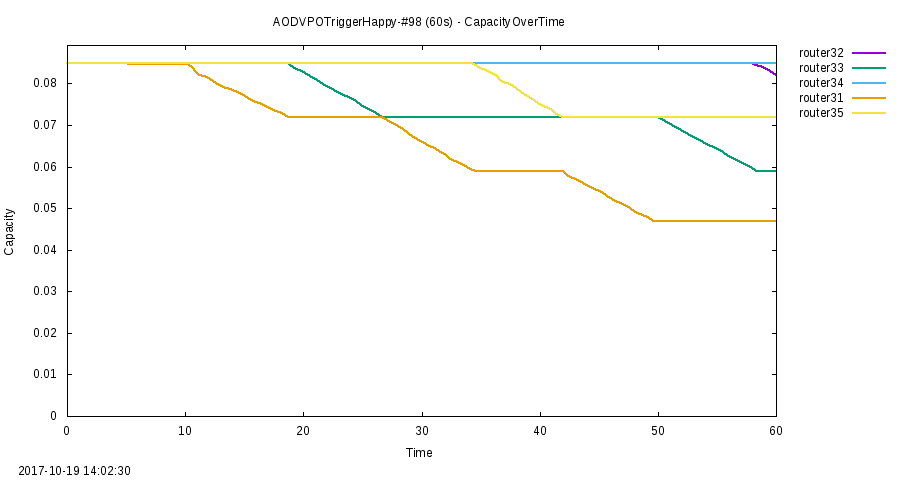 AODVPOTriggerHappy-#98 (60s) - CapacityOverTime
router32
router33
router34
router31
router35
0.08
0.07
0.06
0.05
0.04
0.03
0.02
0.01
0
Capacity
0 10 20 30 40 50 60
Time
2017-10-19 14:02:30